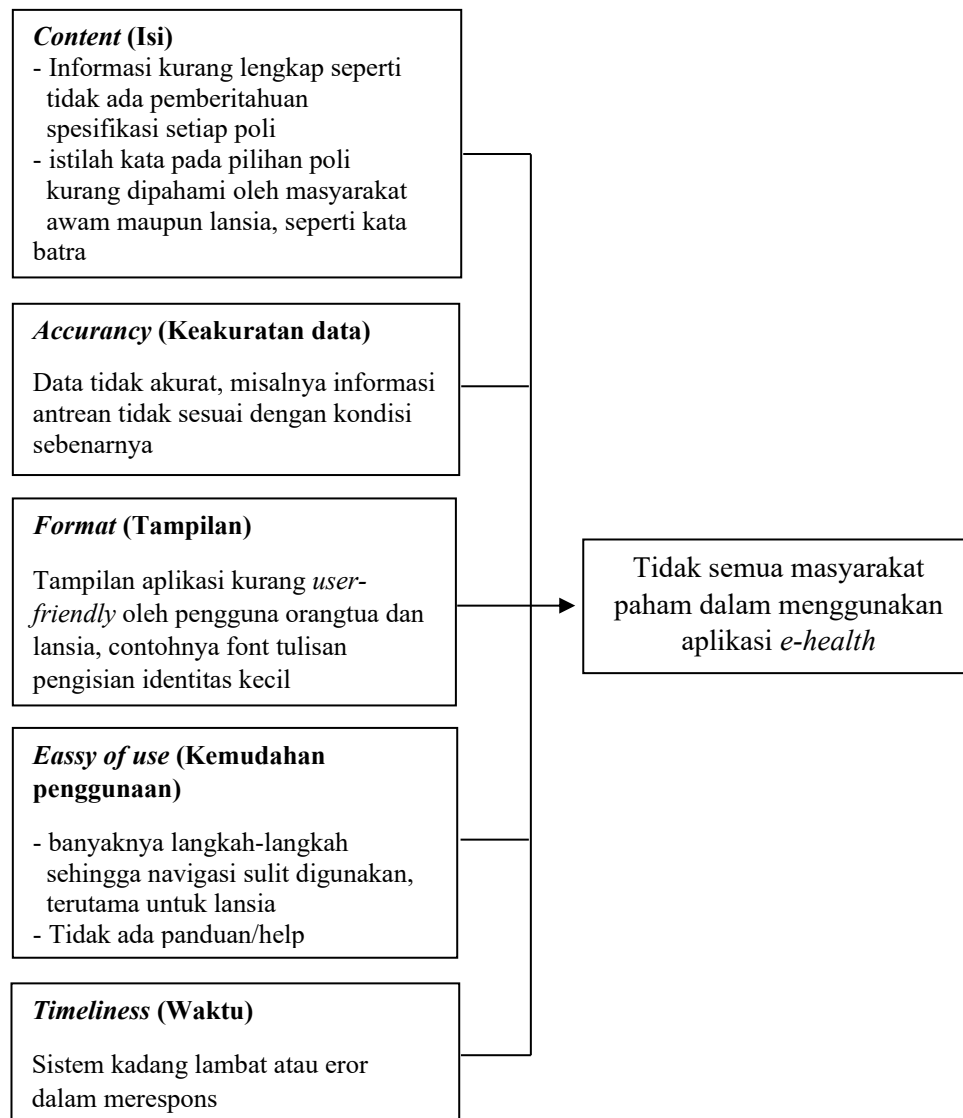 Content (Isi)
- Informasi kurang lengkap seperti
tidak ada pemberitahuan
spesifikasi setiap poli
- istilah kata pada pilihan poli
kurang dipahami oleh masyarakat
awam maupun lansia, seperti kata
batra
Accurancy (Keakuratan data)
Data tidak akurat, misalnya informasi
antrean tidak sesuai dengan kondisi
sebenarnya
Format (Tampilan)
Tampilan aplikasi kurang user-
friendly oleh pengguna orangtua dan
lansia, contohnya font tulisan
pengisian identitas kecil
Eassy of use (Kemudahan
penggunaan)
- banyaknya langkah-langkah
sehingga navigasi sulit digunakan,
terutama untuk lansia
- Tidak ada panduan/help
Timeliness (Waktu)
Sistem kadang lambat atau eror
dalam merespons
Tidak semua masyarakat
paham dalam menggunakan
aplikasi e-health